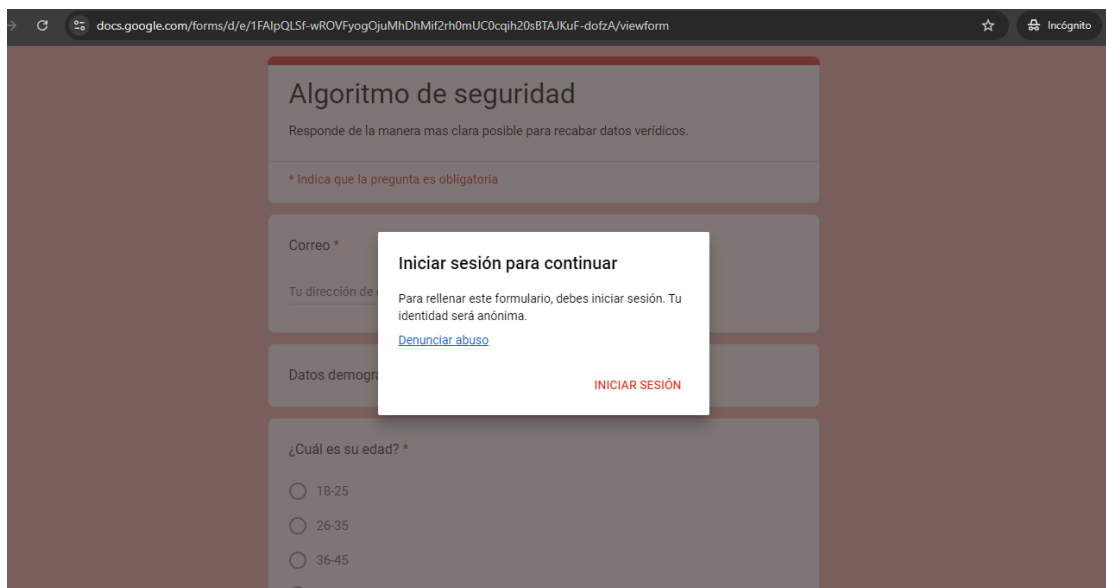 docs.google.com/forms/d/e/1FAIpQLSf-wROVFyogOjuMhDhMif2rh0mUC0cqih20sBTAJKuF-dofzA/viewform
Incógnito
Algoritmo de seguridad
Responde de la manera mas clara posible para recabar datos verídicos.
* Indica que la pregunta es obligatoria
Correo *
Tu dirección de
Iniciar sesión para continuar
Para rellenar este formulario, debes iniciar sesión. Tu
identidad será anónima.
Denunciar abuso
INICIAR SESIÓN
Datos demogr
¿Cuál es su edad? *
18-25
26-35
36-45